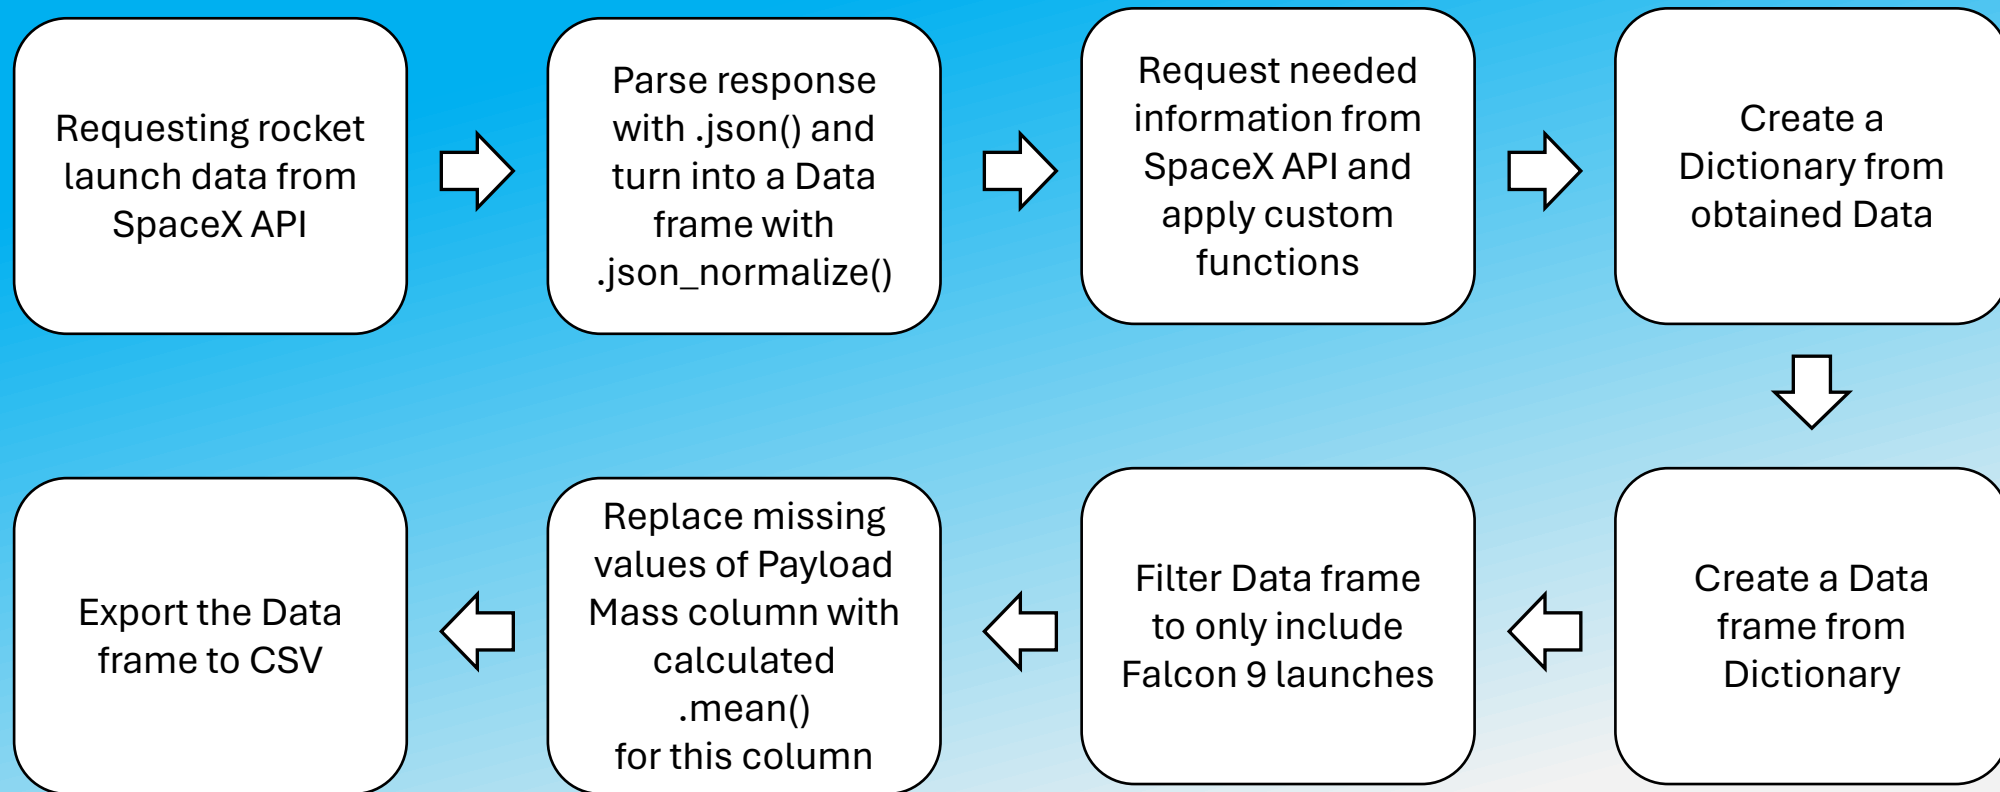 Requesting rocket
launch data from
SpaceX API
Parse response
with .json() and
turn into a Data
frame with
.json_normalize()
Request needed
information from
SpaceX API and
apply custom
functions
Create a
Dictionary from
obtained Data
Create a Data
frame from
Dictionary
Filter Data frame
to only include
Falcon 9 launches
Replace missing
values of Payload
Mass column with
calculated
.mean()
for this column
Export the Data
frame to CSV